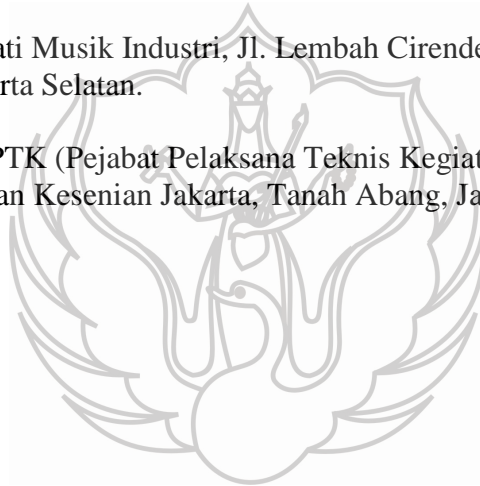 ati Musik Industri, Jl. Lembah Cirende
rta Selatan.
PTK (Pejabat Pelaksana Teknis Kegiat
an Kesenian Jakarta, Tanah Abang, Ja